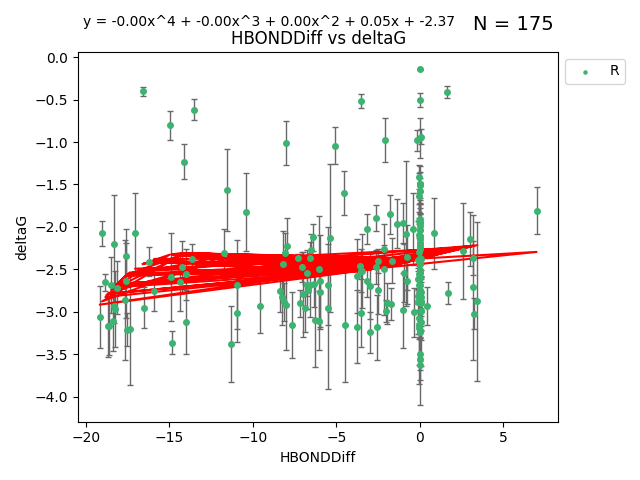 y = -0.00x^4 + -0.00x^3 + 0.00x^2 + 0.05x + -2.37
N = 175
HBONDDiff vs deltaG
R
deltaG
0.0
−0.5
−1.0
−1.5
−2.0
−2.5
−3.0
−3.5
−4.0
−20 −15 −10 −5 0 5
HBONDDiff